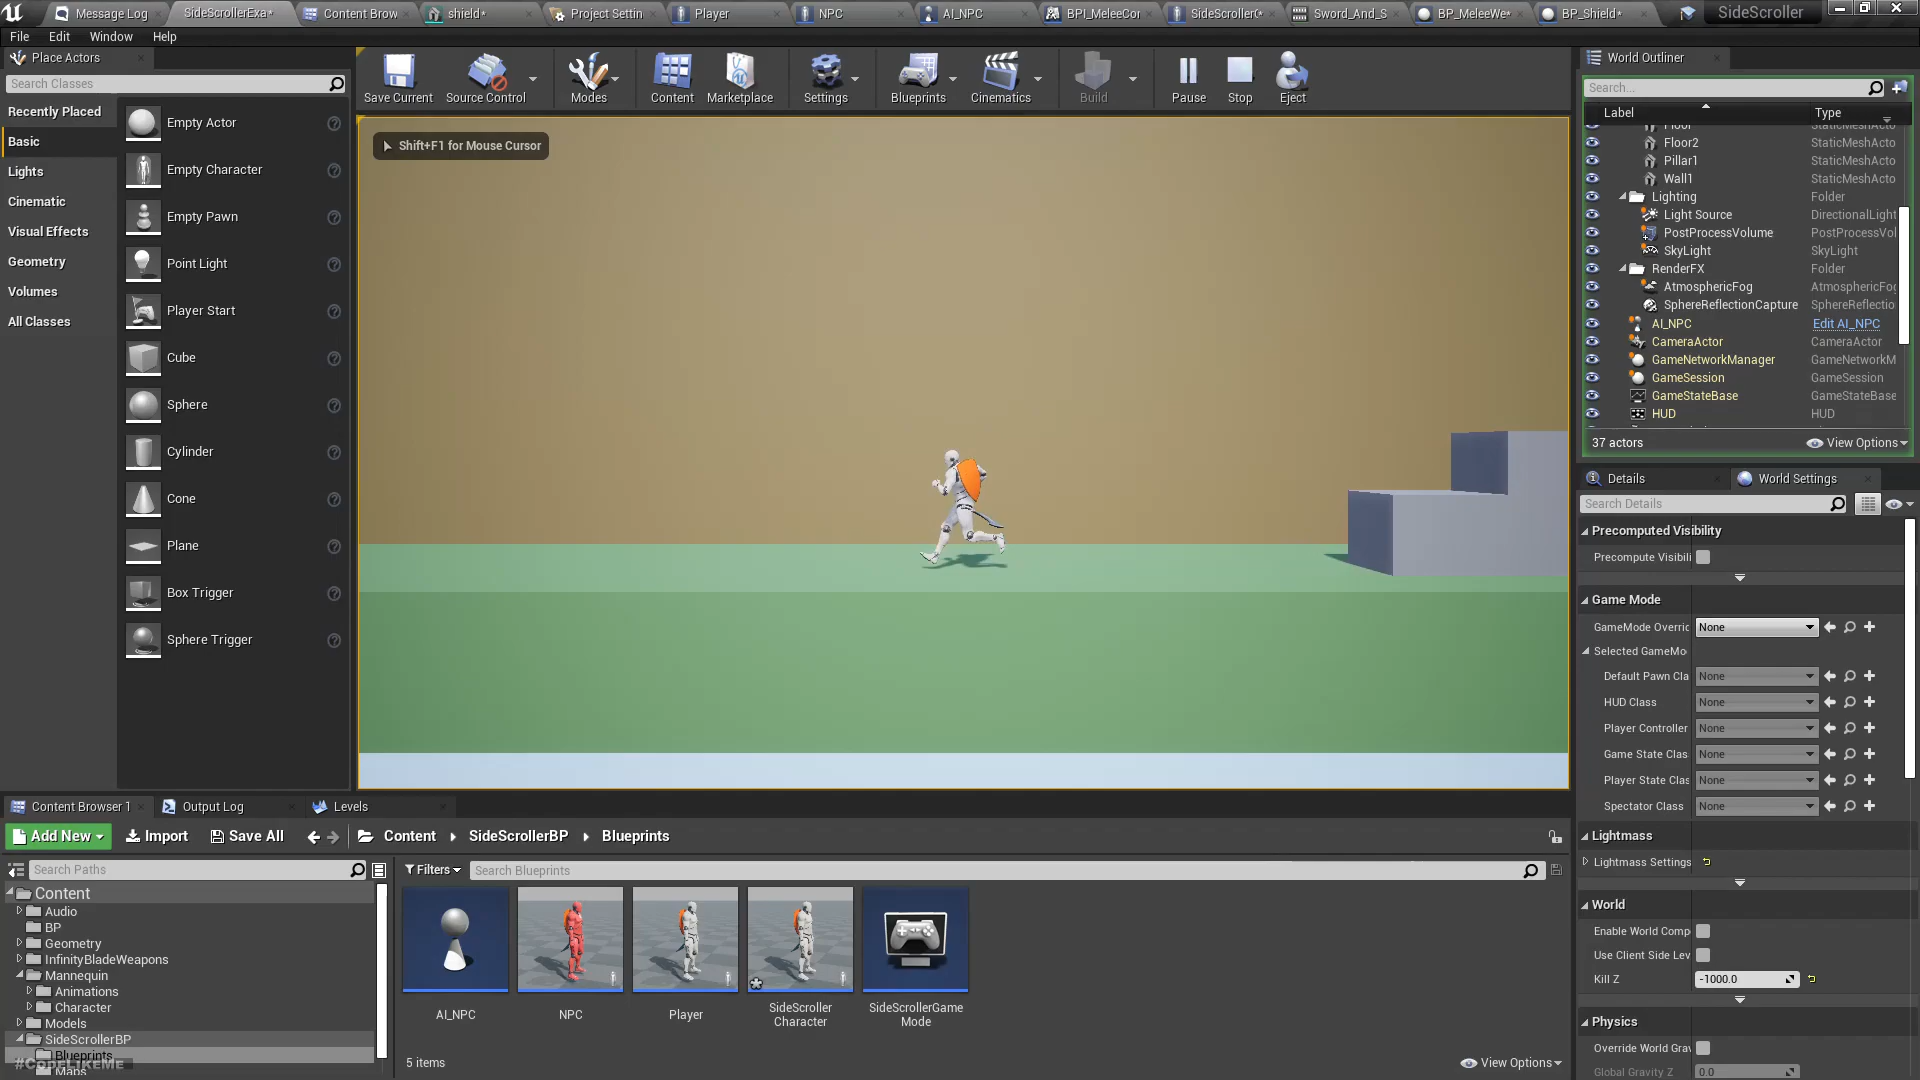 Message Log
SideScrollerExa*
Content Brow
shield*
Project Settin
Player
NPC
AI_NPC
BPI_MeleeCor
SideScroller(*
Sword_And_S
BP_MeleeWe*
BP_Shield*
SideScroller
File
Edit
Window
Help
Place Actors
Search Classes
Recently Placed
Basic
Lights
Cinematic
Visual Effects
Geometry
Volumes
All Classes
Empty Actor
Empty Character
Empty Pawn
Point Light
Player Start
Cube
Sphere
Cylinder
Cone
Plane
Box Trigger
Sphere Trigger
Save Current
Source Control
Modes
Content
Marketplace
Settings
Blueprints
Cinematics
Build
Pause
Stop
Eject
Shift+F1 for Mouse Cursor
World Outliner
Search...
Label
Type
Floor
StaticMeshActo
Floor2
StaticMeshActo
Pillar1
StaticMeshActo
Wall1
StaticMeshActo
Lighting
Folder
Light Source
DirectionalLight
PostProcessVolume
PostProcessVol
SkyLight
SkyLight
RenderFX
Folder
AtmosphericFog
AtmosphericFog
SphereReflectionCapture
SphereReflectio
AI_NPC
Edit AI_NPC
CameraActor
CameraActor
GameNetworkManager
GameNetworkM
GameSession
GameSession
GameStateBase
GameStateBase
HUD
HUD
37 actors
View Options
Details
World Settings
Search Details
Precomputed Visibility
Precompute Visibili
Game Mode
GameMode Overric
None
Selected GameMo
Default Pawn Cla
None
HUD Class
None
Player Controller
None
Game State Clas
None
Player State Clas
None
Spectator Class
None
Lightmass
Lightmass Settings
World
Enable World Comp
Use Client Side Lev
Kill Z
-1000.0
Physics
Override World Grav
Global Gravity Z
0.0
Content Browser 1
Output Log
Levels
Add New
Import
Save All
Content
SideScrollerBP
Blueprints
Search Paths
Filters
Search Blueprints
Content
Audio
BP
Geometry
InfinityBladeWeapons
Mannequin
Animations
Character
Models
SideScrollerBP
Blueprints
Maps
#CodeLikeMe
AI_NPC
NPC
Player
SideScroller
Character
SideScrollerGame
Mode
5 items
View Options